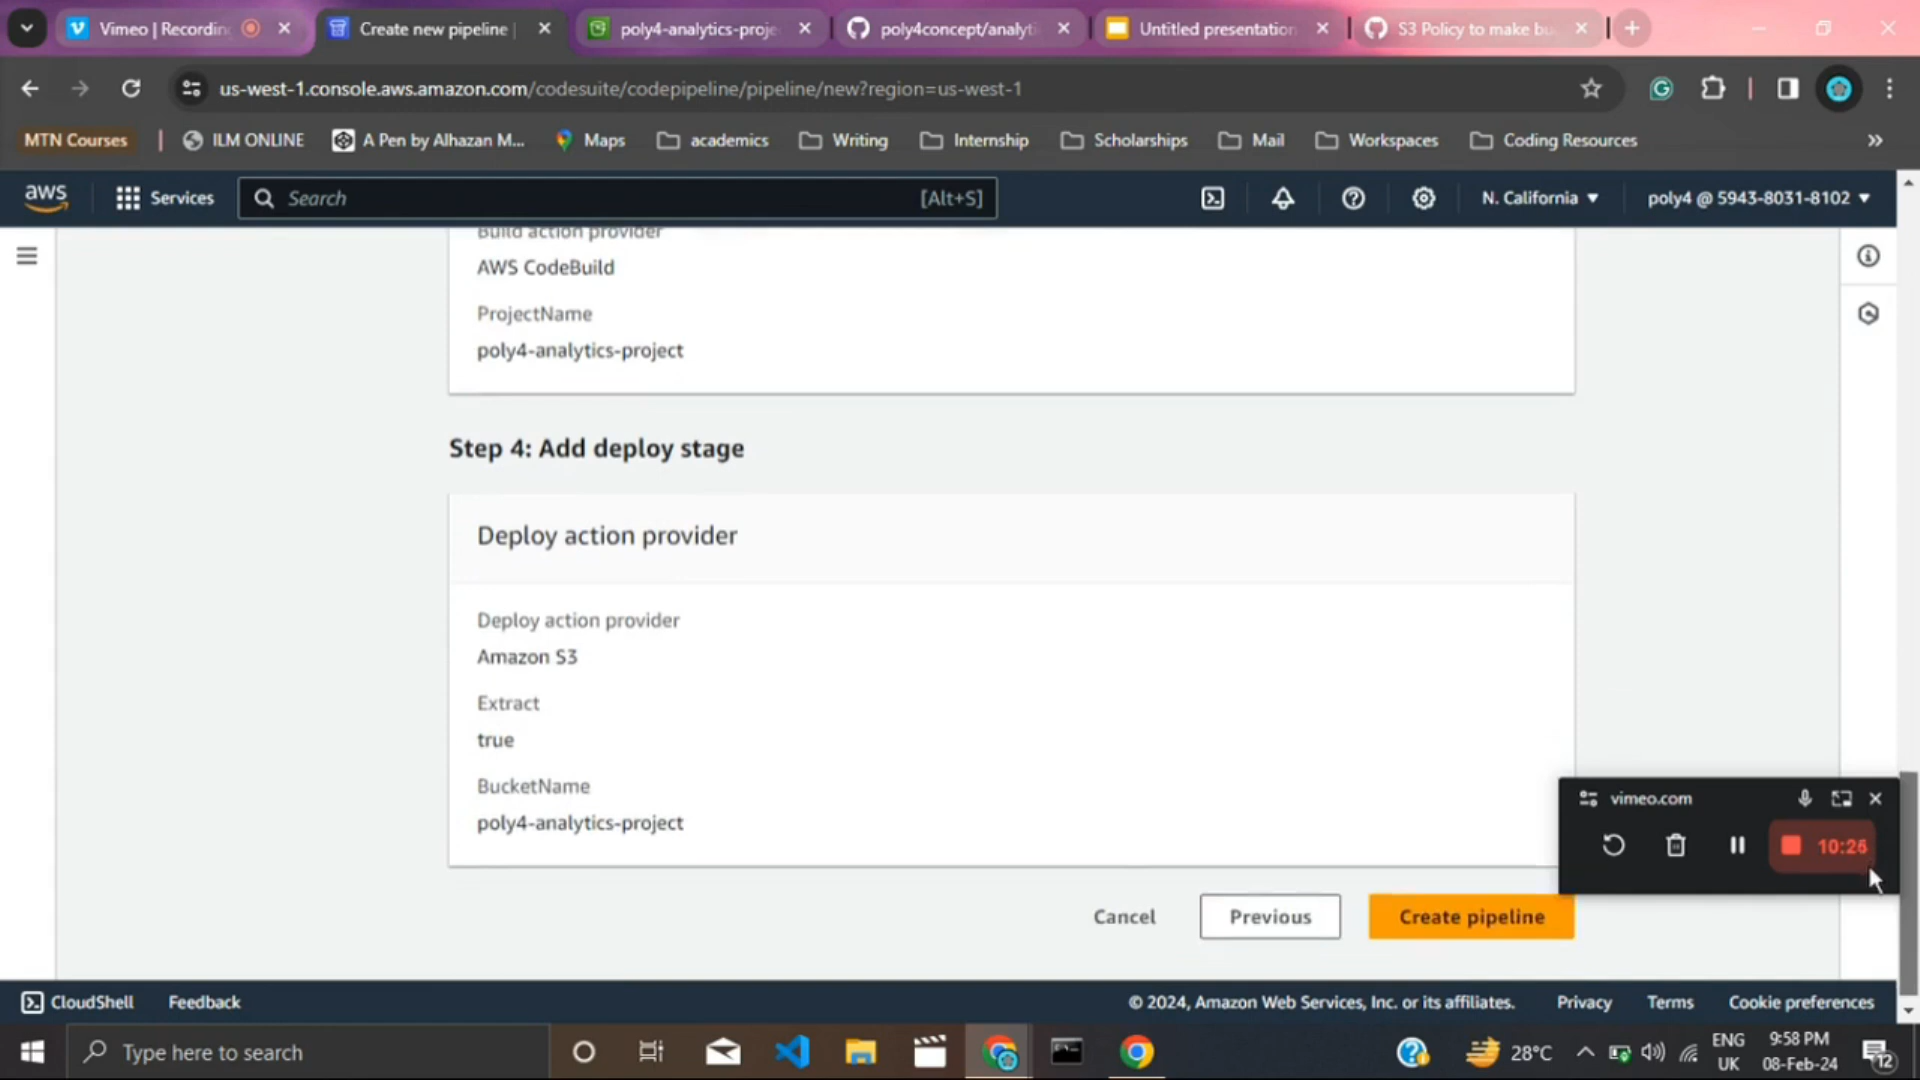 Vimeo | Recordin
Create new pipeline |
poly4-analytics-proje
poly4concept/analyti
Untitled presentation
S3 Policy to make bu
us-west-1.console.aws.amazon.com/codesuite/codepipeline/pipeline/new?region=us-west-1
MTN Courses
ILM ONLINE
A Pen by Alhazan M...
Maps
academics
Writing
Internship
Scholarships
Mail
Workspaces
Coding Resources
aws
Services
Search
[Alt+S]
N. California
poly4 @ 5943-8031-8102
Build action provider
AWS CodeBuild
ProjectName
poly4-analytics-project
Step 4: Add deploy stage
Deploy action provider
Deploy action provider
Amazon S3
Extract
true
BucketName
poly4-analytics-project
vimeo.com
10:26
Cancel
Previous
Create pipeline
CloudShell
Feedback
© 2024, Amazon Web Services, Inc. or its affiliates.
Privacy
Terms
Cookie preferences
Type here to search
28°C
ENG
UK
9:58 PM
08-Feb-24
12